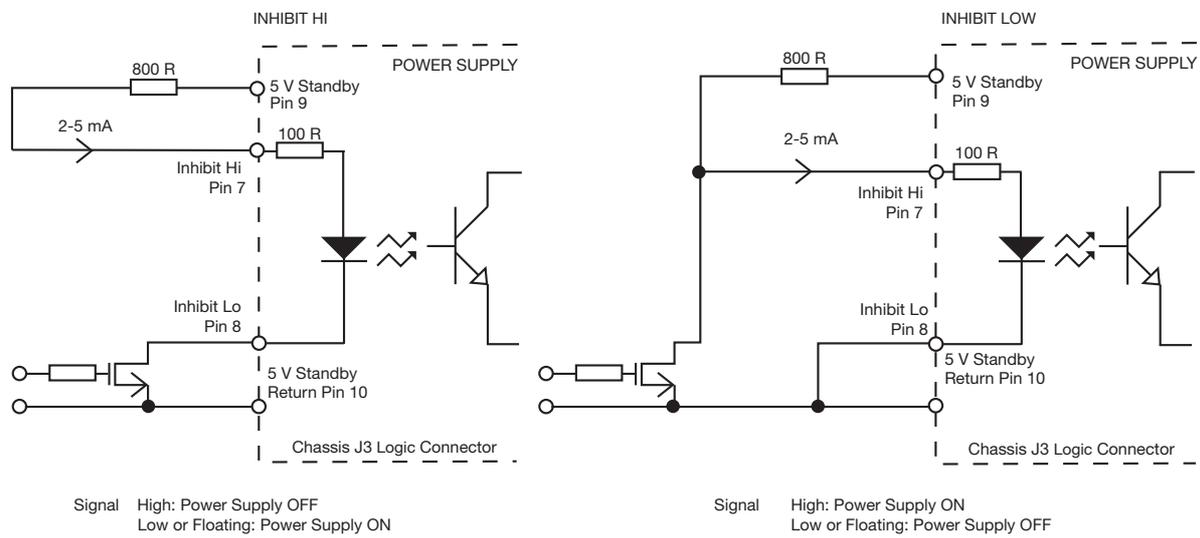 INHIBIT HI
POWER SUPPLY
800 R
5 V Standby
Pin 9
2-5 mA
100 R
Inhibit Hi
Pin 7
Inhibit Lo
Pin 8
5 V Standby
Return Pin 10
Chassis J3 Logic Connector
Signal High: Power Supply OFF
Low or Floating: Power Supply ON
INHIBIT LOW
POWER SUPPLY
800 R
5 V Standby
Pin 9
2-5 mA
100 R
Inhibit Hi
Pin 7
Inhibit Lo
Pin 8
5 V Standby
Return Pin 10
Chassis J3 Logic Connector
Signal High: Power Supply ON
Low or Floating: Power Supply OFF